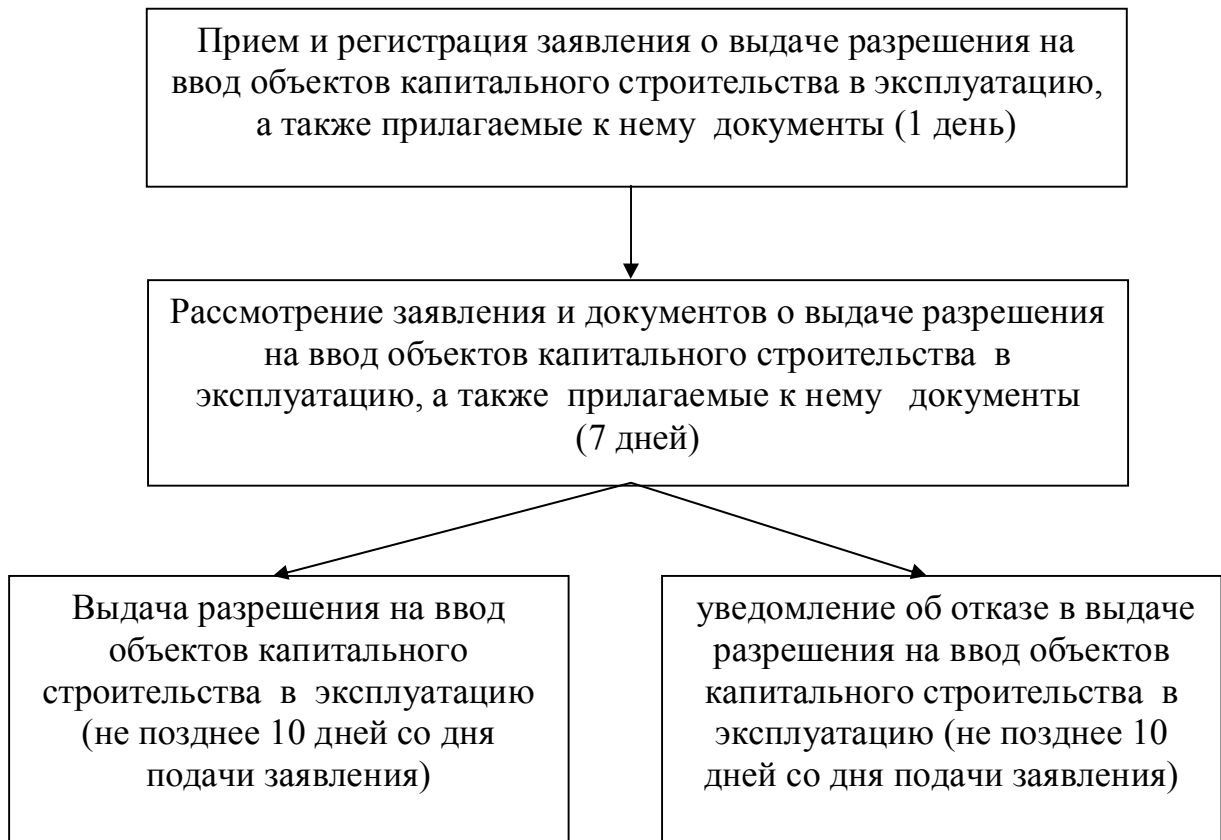 Прием и регистрация заявления о выдаче разрешения на
ввод объектов капитального строительства в эксплуатацию,
а также прилагаемые к нему документы (1 день)
Рассмотрение заявления и документов о выдаче разрешения
на ввод объектов капитального строительства в
эксплуатацию, а также прилагаемые к нему документы
(7 дней)
Выдача разрешения на ввод
объектов капитального
строительства в эксплуатацию
(не позднее 10 дней со дня
подачи заявления)
уведомление об отказе в выдаче
разрешения на ввод объектов
капитального строительства в
эксплуатацию (не позднее 10
дней со дня подачи заявления)